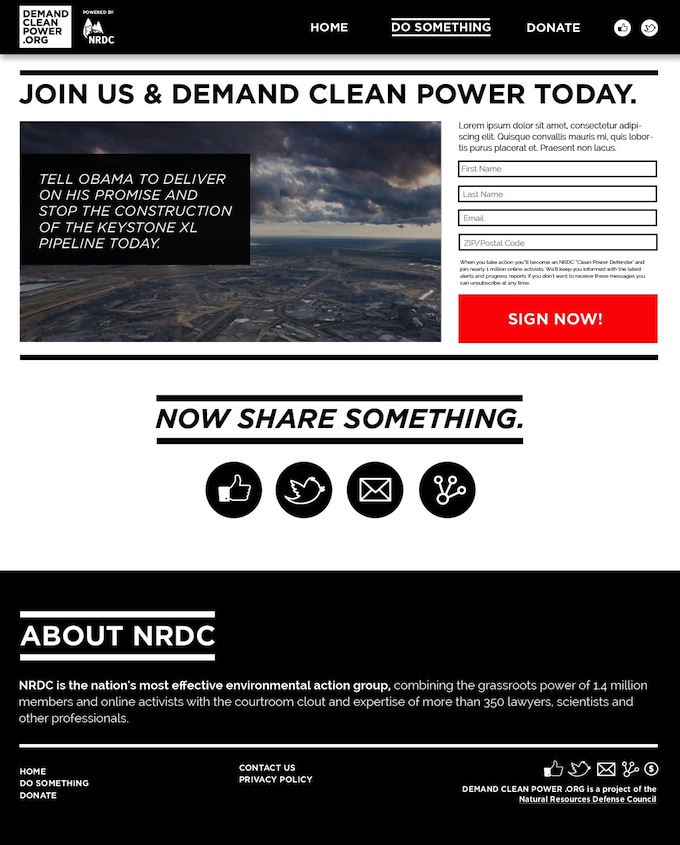 DEMAND
CLEAN
POWER
.ORG
POWERED BY
NRDC
HOME
DO SOMETHING
DONATE
JOIN US & DEMAND CLEAN POWER TODAY.
TELL OBAMA TO DELIVER
ON HIS PROMISE AND
STOP THE CONSTRUCTION
OF THE KEYSTONE XL
PIPELINE TODAY.
Lorem ipsum dolor sit amet, consectetur adipi-
scing elit. Quisque convallis mauris mi, quis lobor-
tis purus placerat et. Praesent non lacus.
First Name
Last Name
Email
ZIP/Postal Code
When you take action you''ll become an NRDC "Clean Power Defender' and
join nearly 1 million online activists. We'll keep you informed with the latest
alerts and progress reports. If you don't want to receive these messages you
can unsubscribe at any time.
SIGN NOW!
NOW SHARE SOMETHING.
ABOUT NRDC
NRDC is the nation's most effective environmental action group, combining the grassroots power of 1.4 million
members and online activists with the courtroom clout and expertise of more than 350 lawyers, scientists and
other professionals.
HOME
DO SOMETHING
DONATE
CONTACT US
PRIVACY POLICY
$
DEMAND CLEAN POWER .ORG is a project of the
Natural Resources Defense Council